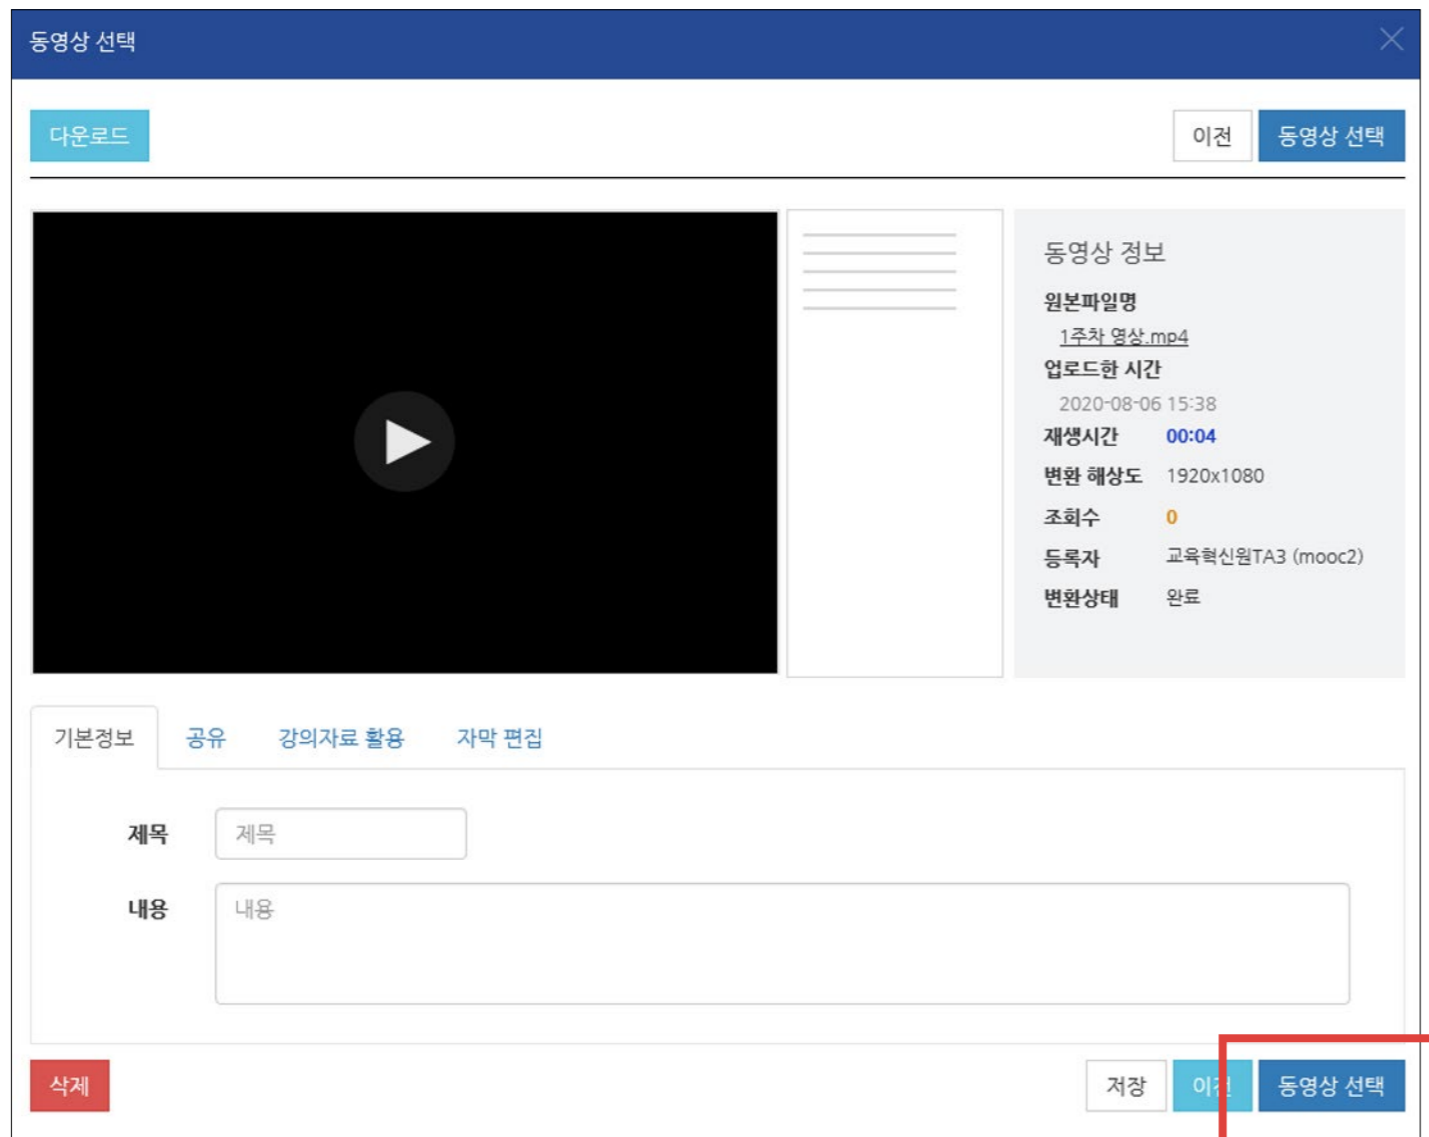 동영상 선택
다운로드
이전
동영상 선택
동영상 정보
원본파일명
1주차 영상.mp4
업로드한 시간
2020-08-06 15:38
재생시간 00:04
변환 해상도 1920x1080
조회수 0
등록자 교육혁신원TA3 (mooc2)
변환상태 완료
기본정보 공유 강의자료 활용 자막 편집
제목 제목
내용 내용
삭제
저장
이전
동영상 선택